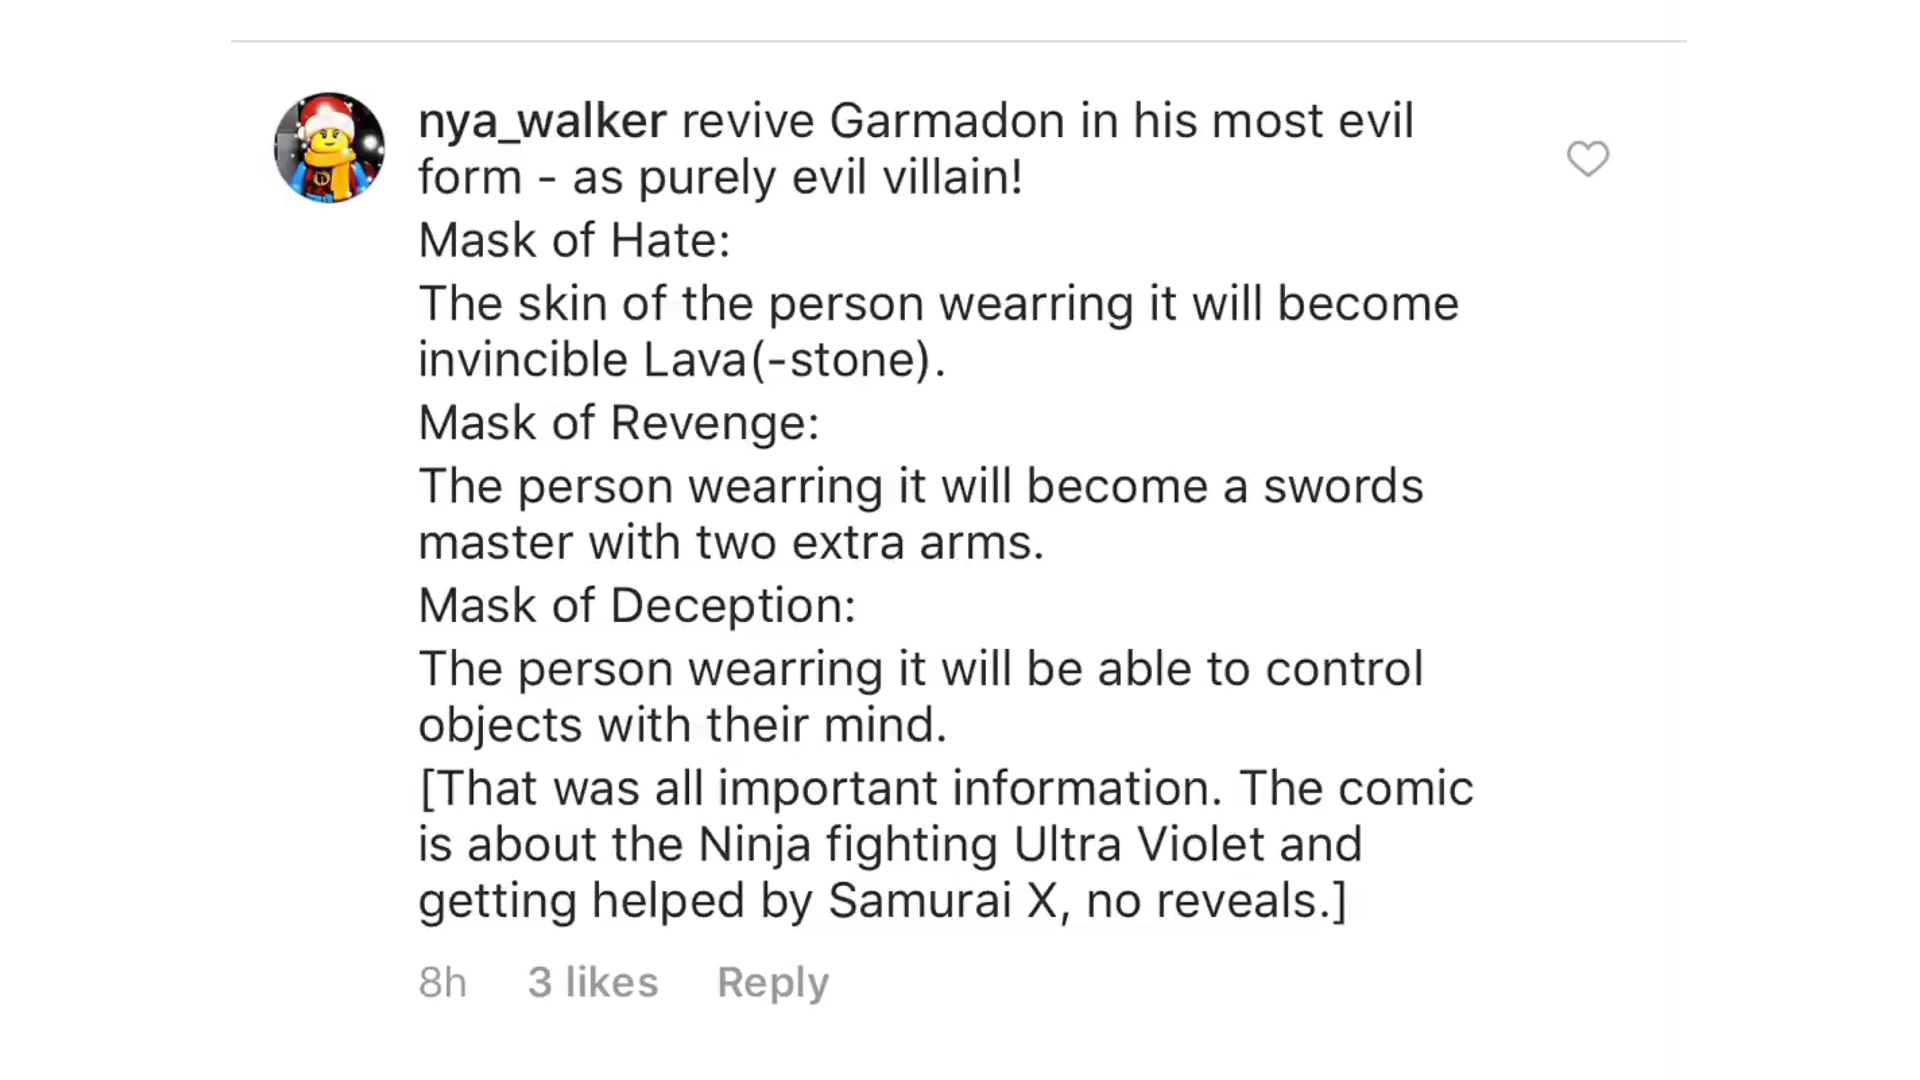 nya_walker revive Garmadon in his most evil
form - as purely evil villain!
Mask of Hate:
The skin of the person wearring it will become
invincible Lava(-stone).
Mask of Revenge:
The person wearring it will become a swords
master with two extra arms.
Mask of Deception:
The person wearring it will be able to control
objects with their mind.
[That was all important information. The comic
is about the Ninja fighting Ultra Violet and
getting helped by Samurai X, no reveals.]
8h 3 likes Reply